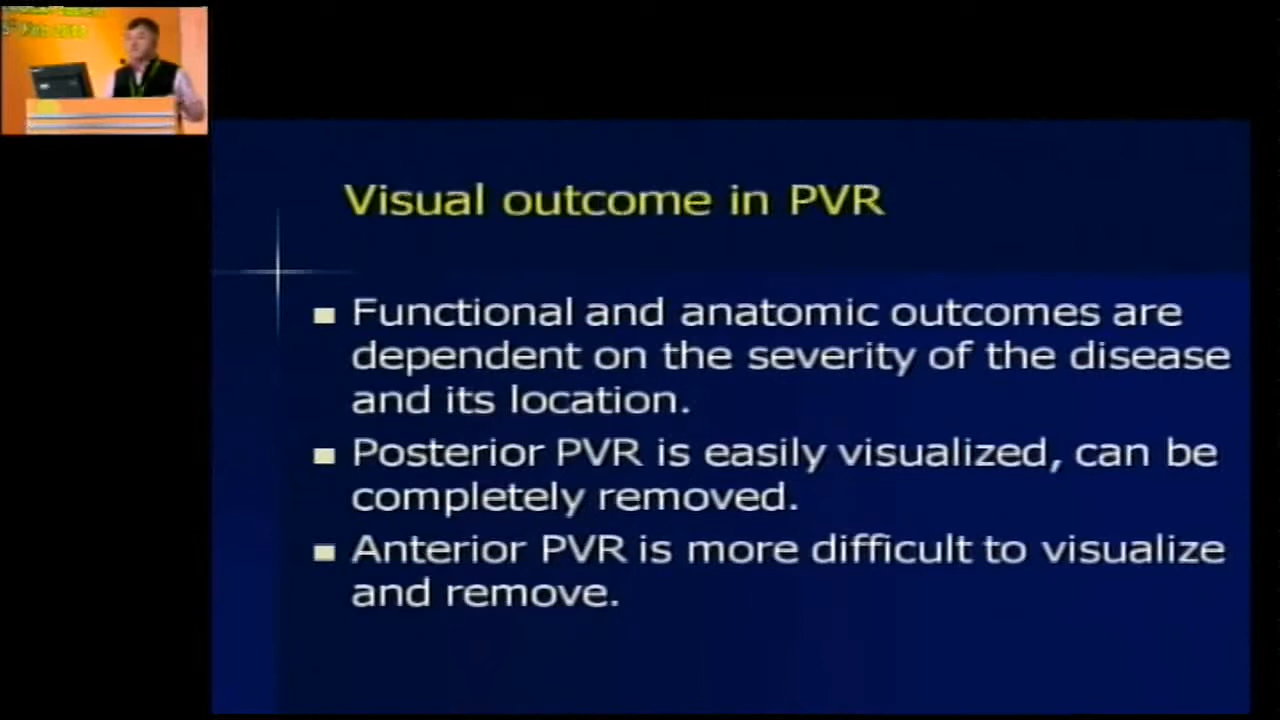 Visual outcome in PVR
Functional and anatomic outcomes are
dependent on the severity of the disease
and its location.
Posterior PVR is easily visualized, can be
completely removed.
Anterior PVR is more difficult to visualize
and remove.